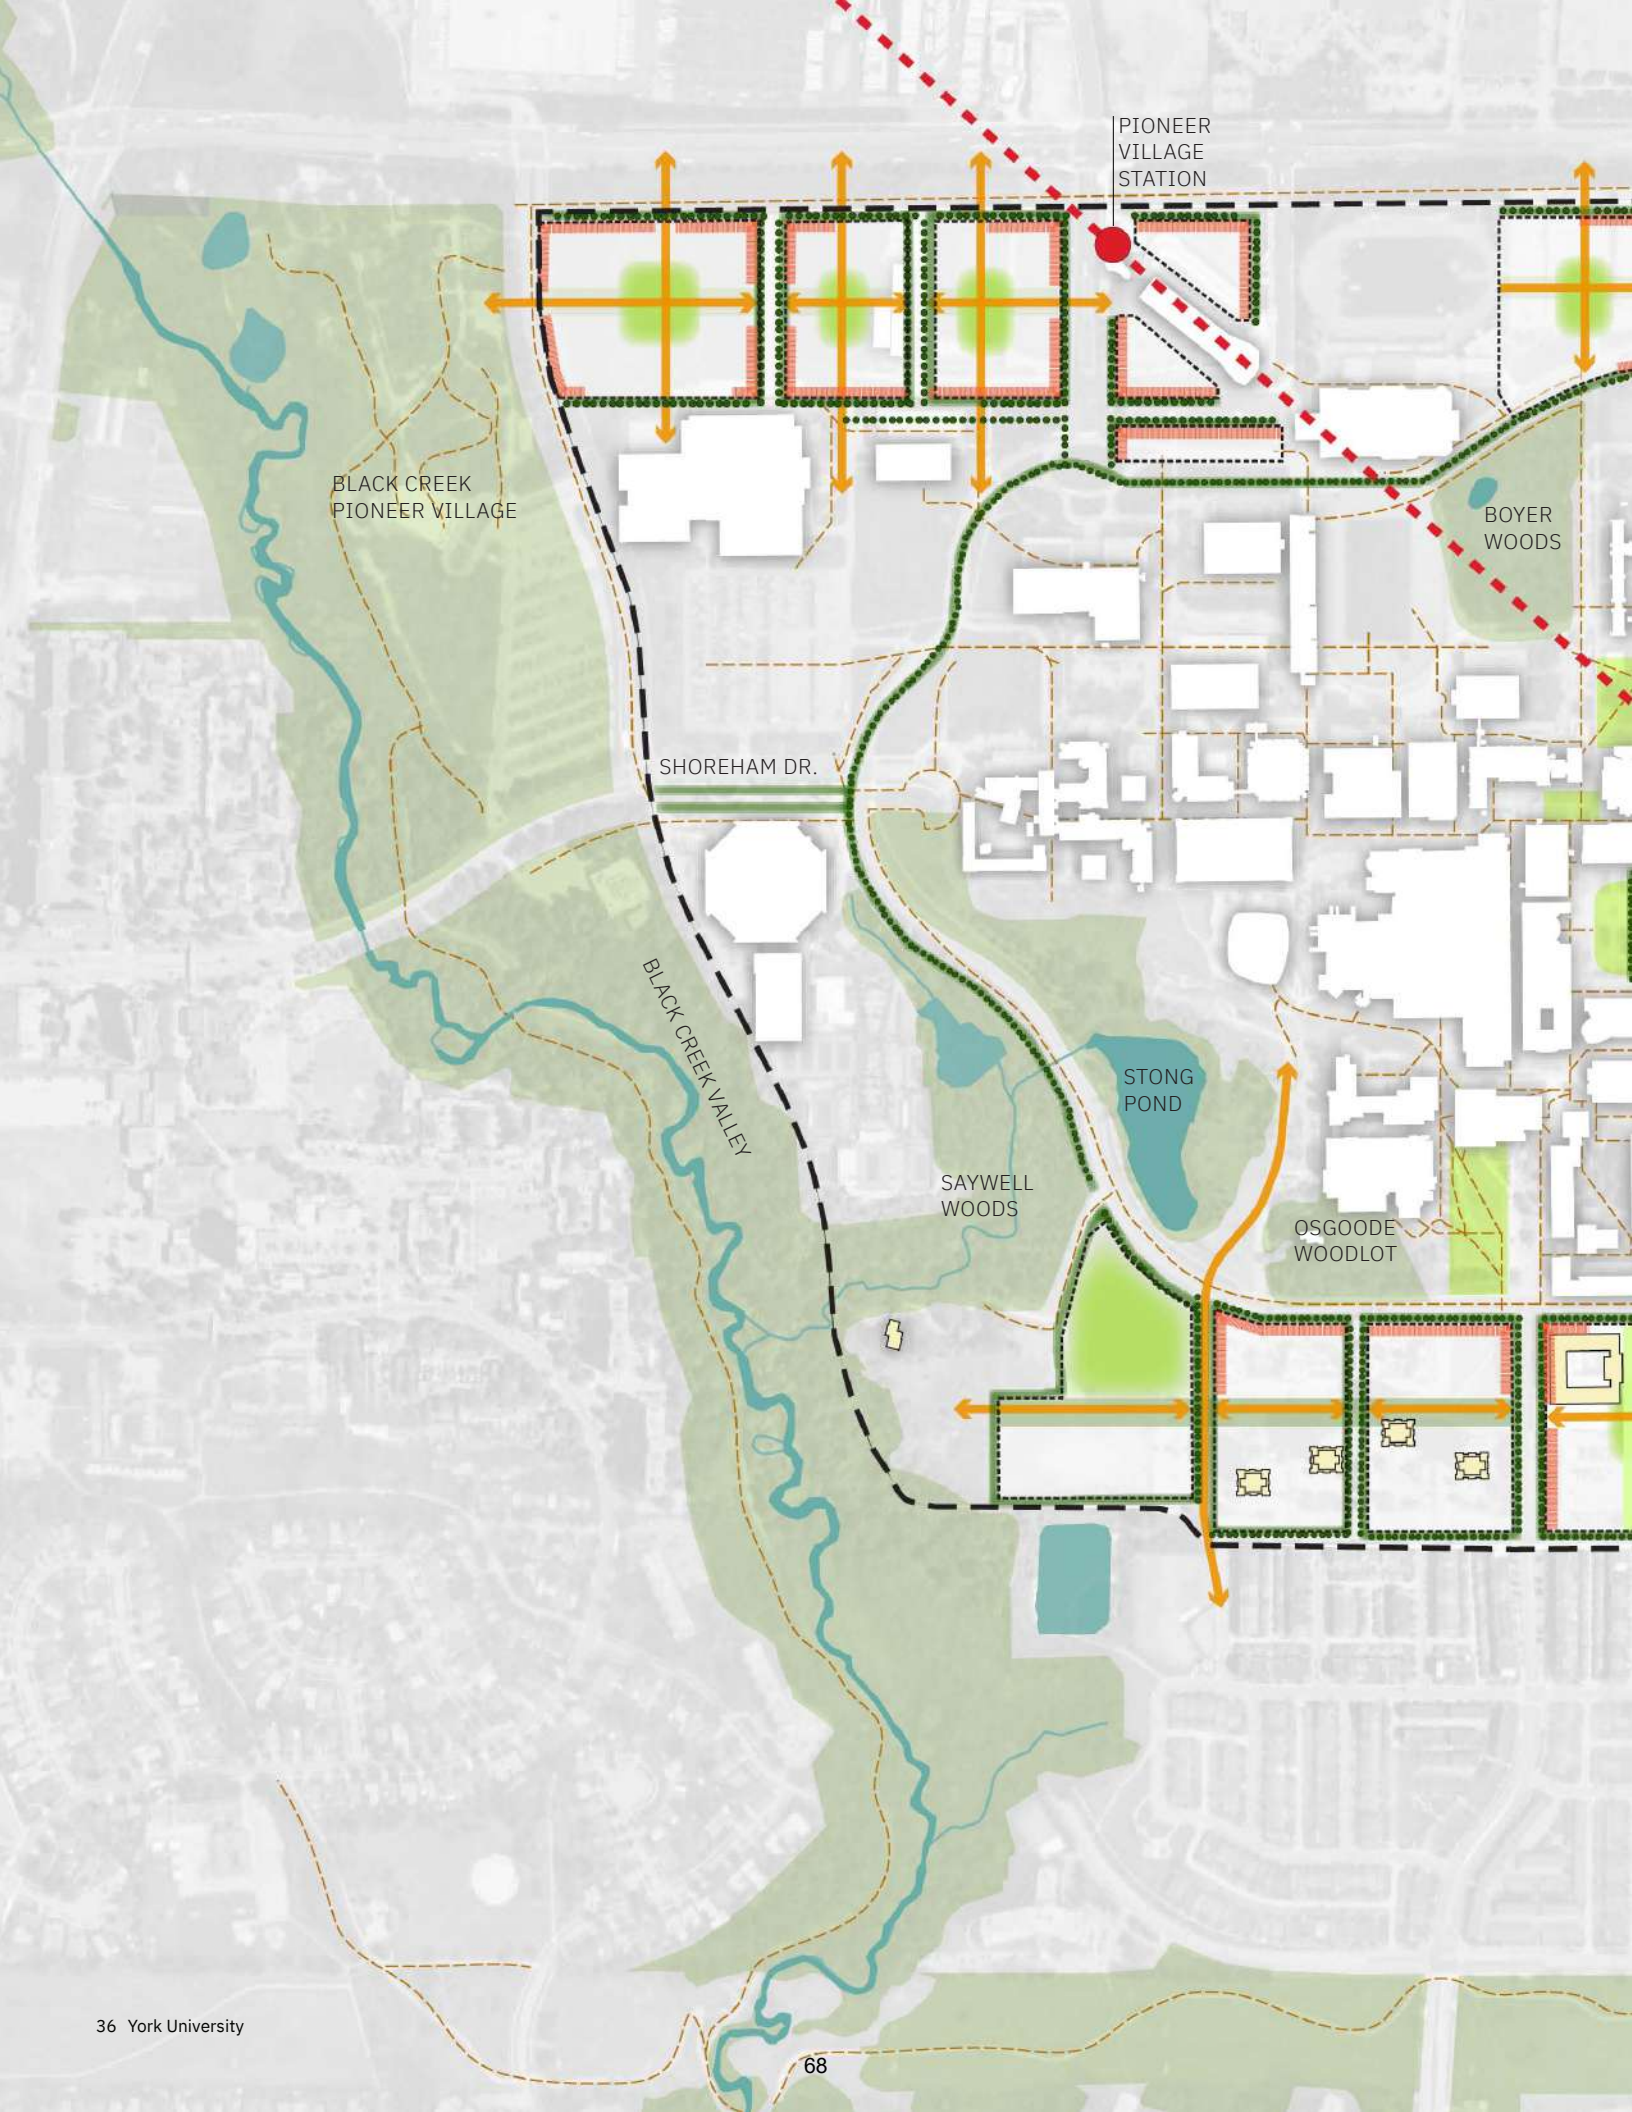 PIONEER
VILLAGE
STATION
BLACK CREEK
PIONEER VILLAGE
BOYER
WOODS
SHOREHAM DR.
BLACK CREEK VALLEY
STONG
POND
SAYWELL
WOODS
OSGOODE
WOODLOT
36 York University
68